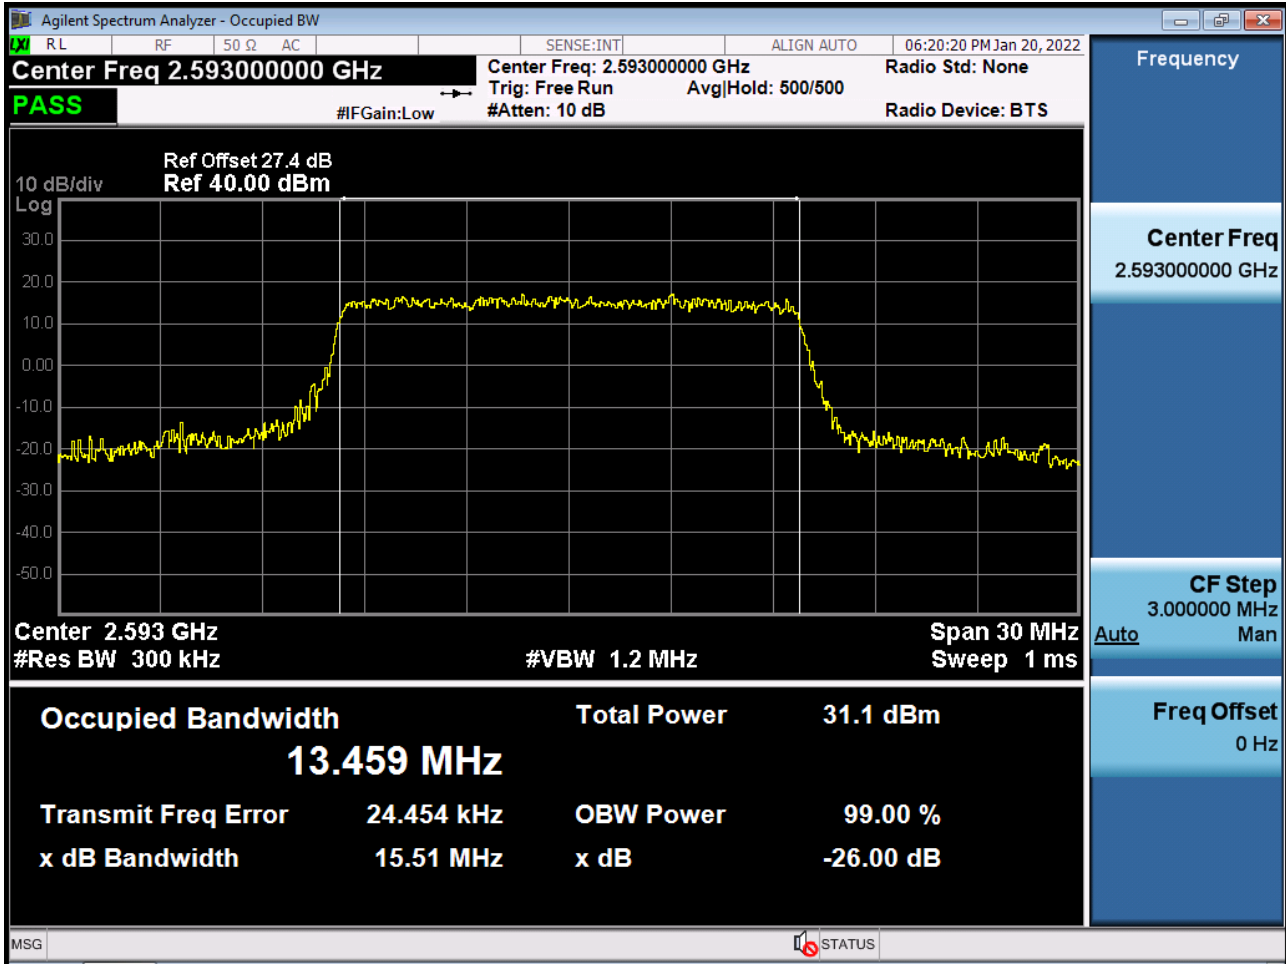 Agilent Spectrum Analyzer - Occupied BW
LXI RL RF 50 Ω AC SENSE:INT ALIGN AUTO 06:20:20 PM Jan 20, 2022
Center Freq 2.593000000 GHz
PASS
#IFGain:Low
Center Freq: 2.593000000 GHz
Trig: Free Run Avg|Hold: 500/500
#Atten: 10 dB
Radio Std: None
Radio Device: BTS
Ref Offset 27.4 dB
10 dB/div Ref 40.00 dBm
Log
30.0
20.0
10.0
0.00
-10.0
-20.0
-30.0
-40.0
-50.0
Center 2.593 GHz Span 30 MHz
#Res BW 300 kHz #VBW 1.2 MHz Sweep 1 ms
Occupied Bandwidth Total Power 31.1 dBm
13.459 MHz
Transmit Freq Error 24.454 kHz OBW Power 99.00 %
x dB Bandwidth 15.51 MHz x dB -26.00 dB
Frequency
Center Freq
2.593000000 GHz
CF Step
3.000000 MHz
Auto Man
Freq Offset
0 Hz
MSG STATUS